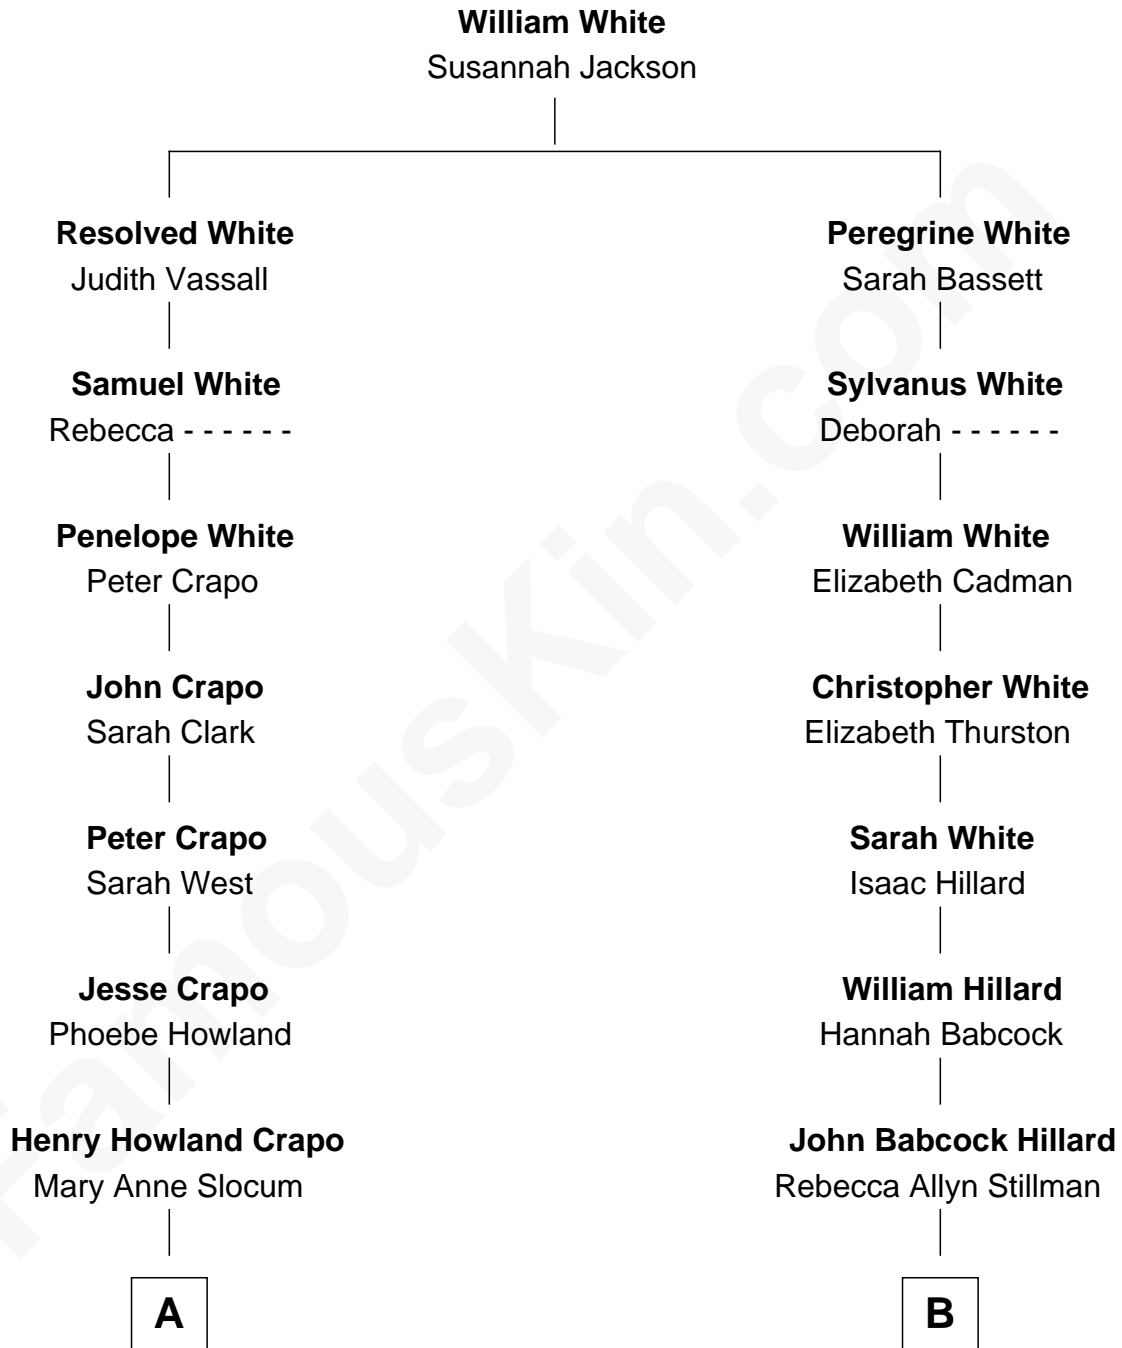 William White
Susannah Jackson
Resolved White
Judith Vassall
Peregrine White
Sarah Bassett
Samuel White
Rebecca - - - - - -
Sylvanus White
Deborah - - - - - -
Penelope White
Peter Crapo
William White
Elizabeth Cadman
John Crapo
Sarah Clark
Christopher White
Elizabeth Thurston
Peter Crapo
Sarah West
Sarah White
Isaac Hillard
Jesse Crapo
Phoebe Howland
William Hillard
Hannah Babcock
Henry Howland Crapo
Mary Anne Slocum
John Babcock Hillard
Rebecca Allyn Stillman
A
B
FamousKin.com